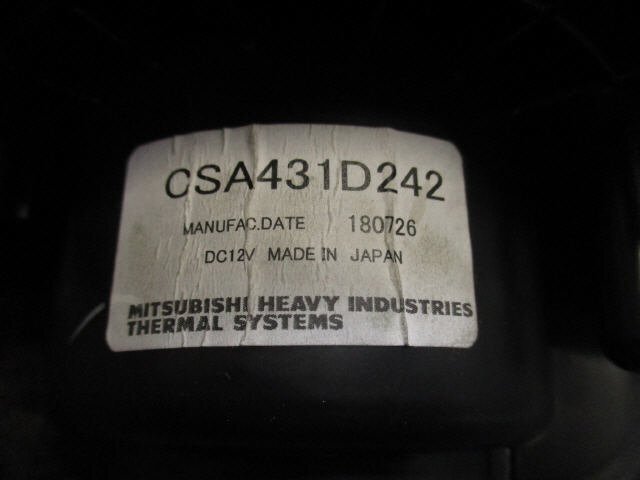 CSA431D242
MANUFAC.DATE 180726
DC12V MADE IN JAPAN
MITSUBISHI HEAVY INDUSTRIES
THERMAL SYSTEMS